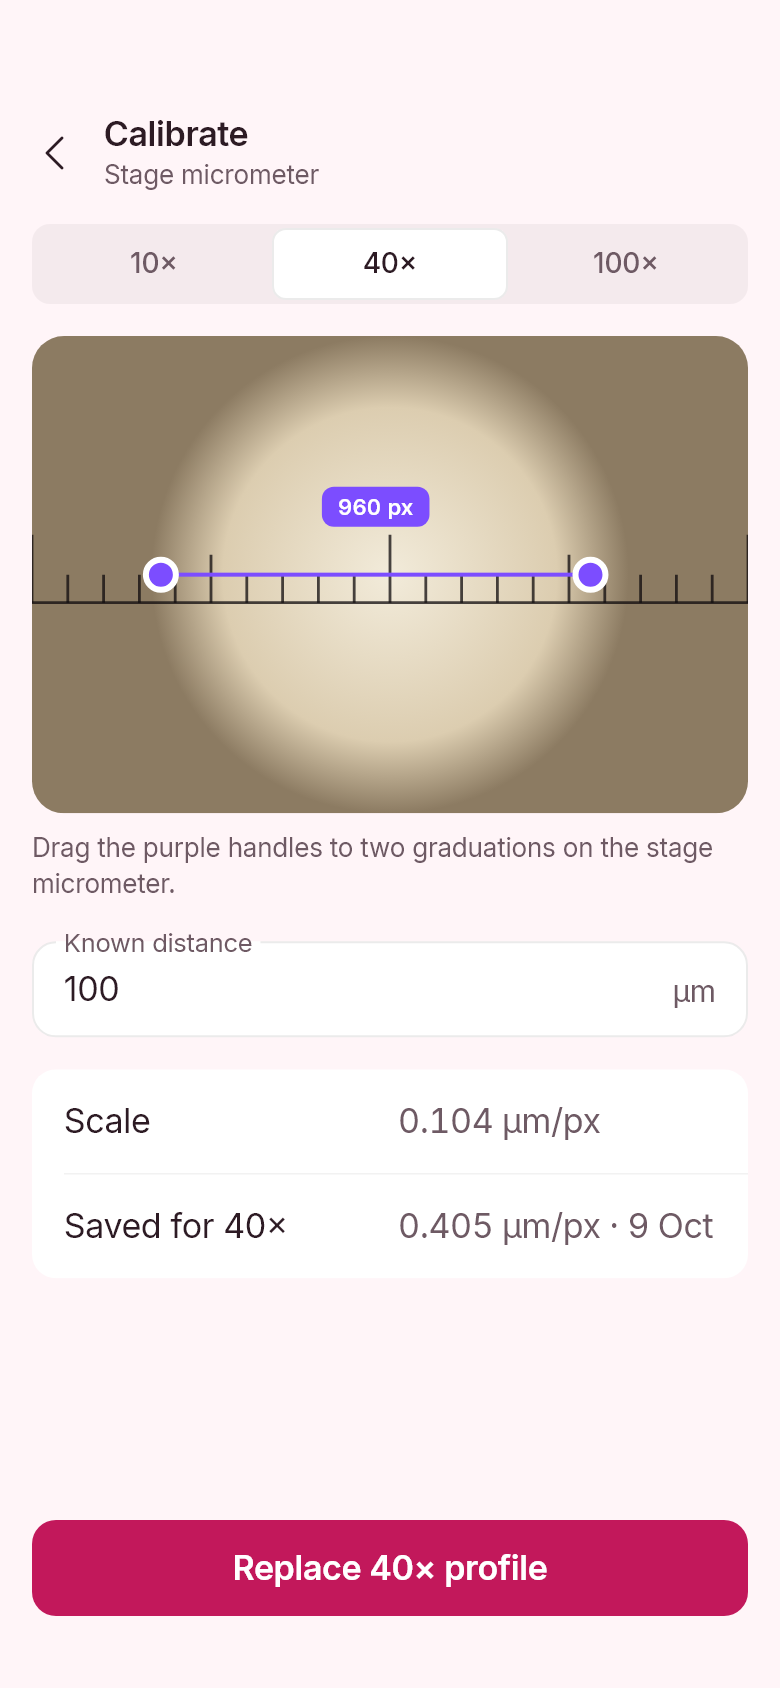 Calibrate
Stage micrometer
10×
40×
100×
960 px
Drag the purple handles to two graduations on the stage
micrometer.
Known distance
100
µm
Scale
0.104 µm/px
Saved for 40×
0.405 µm/px · 9 Oct
Replace 40× profile